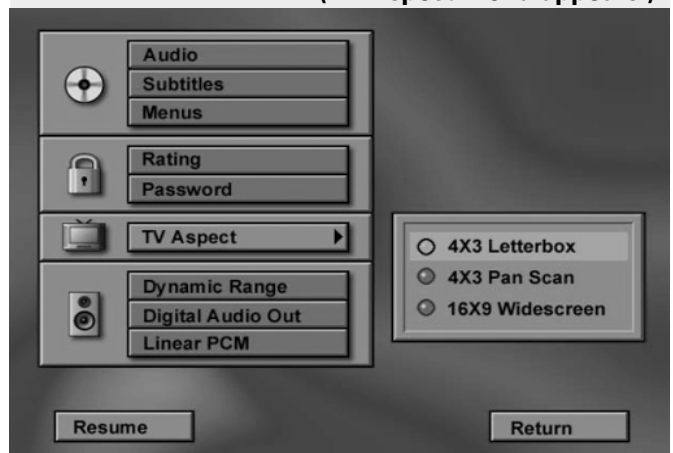 Audio
Subtitles
Menus
Rating
Password
TV Aspect
4X3 Letterbox
4X3 Pan Scan
16X9 Widescreen
Dynamic Range
Digital Audio Out
Linear PCM
Resume
Return